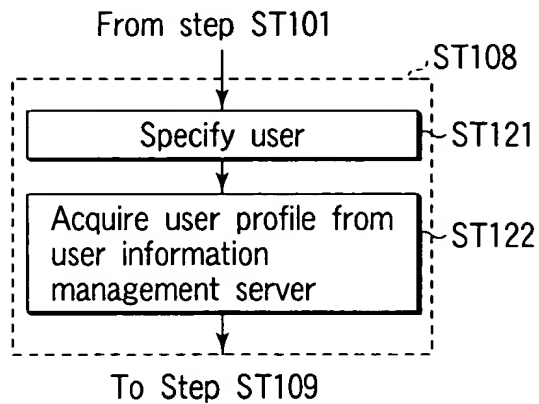 From step ST101
ST108
Specify user
ST121
Acquire user profile from
user information
management server
ST122
To Step ST109